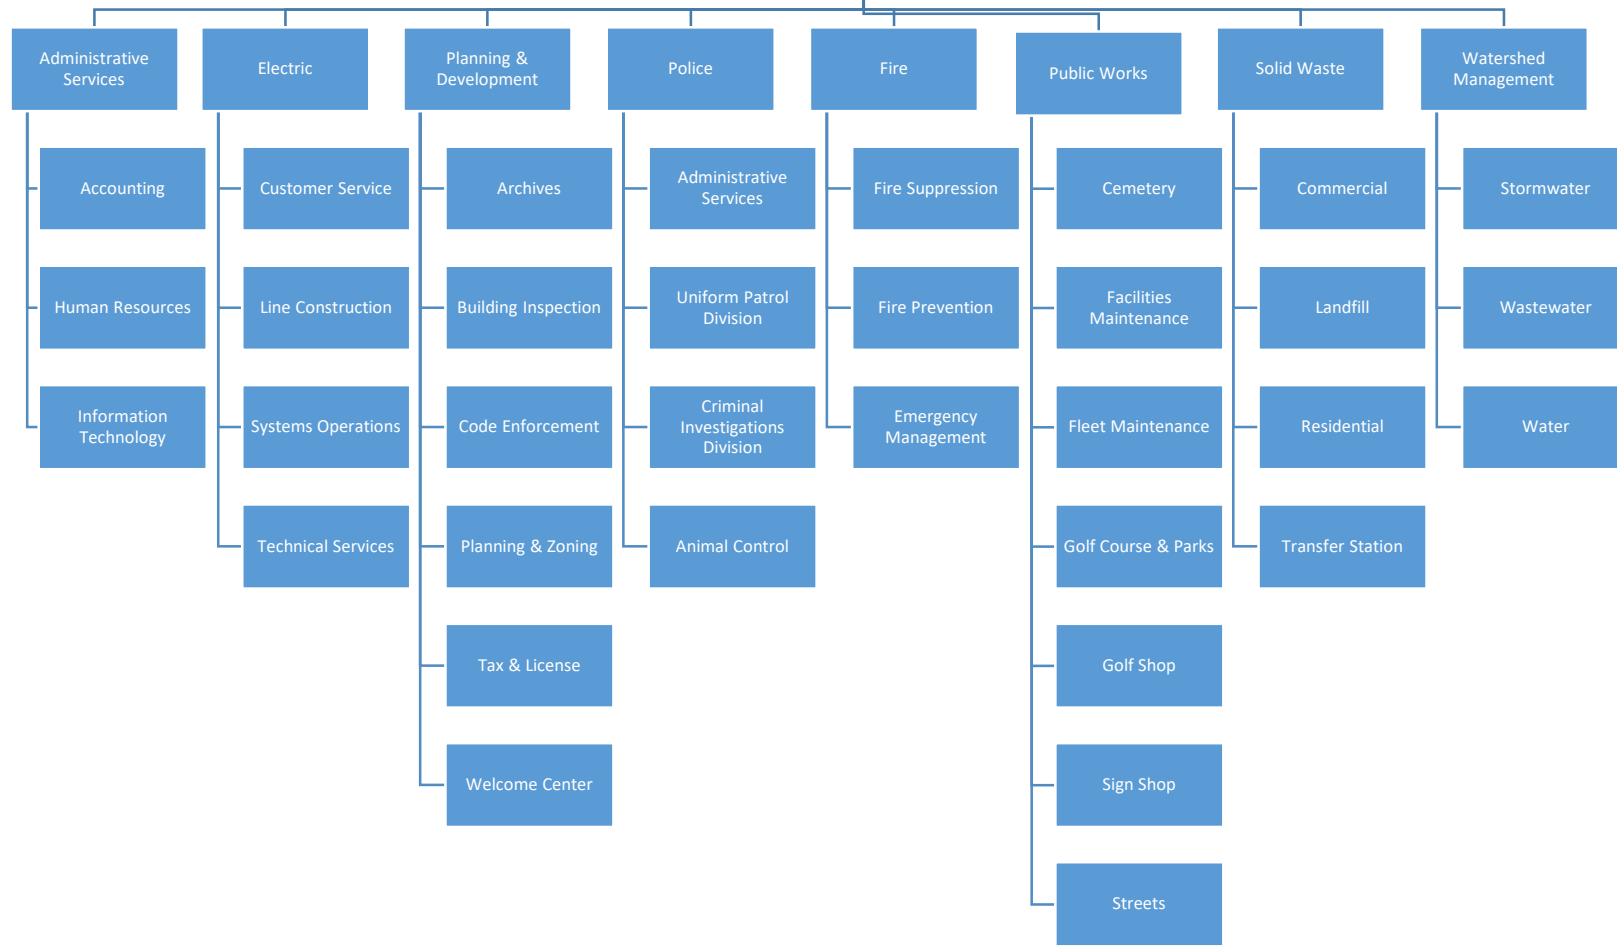 Administrative
Services
Electric
Planning &
Development
Police
Fire
Public Works
Solid Waste
Watershed
Management
Accounting
Human Resources
Information
Technology
Customer Service
Line Construction
Systems Operations
Technical Services
Archives
Building Inspection
Code Enforcement
Planning & Zoning
Tax & License
Welcome Center
Administrative
Services
Uniform Patrol
Division
Criminal
Investigations
Division
Animal Control
Fire Suppression
Fire Prevention
Emergency
Management
Cemetery
Facilities
Maintenance
Fleet Maintenance
Golf Course & Parks
Golf Shop
Sign Shop
Streets
Commercial
Landfill
Residential
Transfer Station
Stormwater
Wastewater
Water